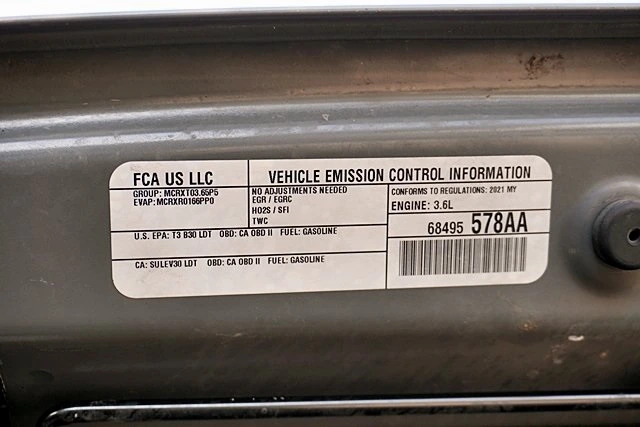 FCA US LLC
GROUP: MCRXT03.65P5
EVAP: MCRXR0166PP0
VEHICLE EMISSION CONTROL INFORMATION
NO ADJUSTMENTS NEEDED
EGR / EGRC
HO2S / SFI
TWC
CONFORMS TO REGULATIONS: 2021 MY
ENGINE: 3.6L
68495 578AA
U.S. EPA: T3 B30 LDT OBD: CA OBD II FUEL: GASOLINE
CA: SULEV30 LDT OBD: CA OBD II FUEL: GASOLINE